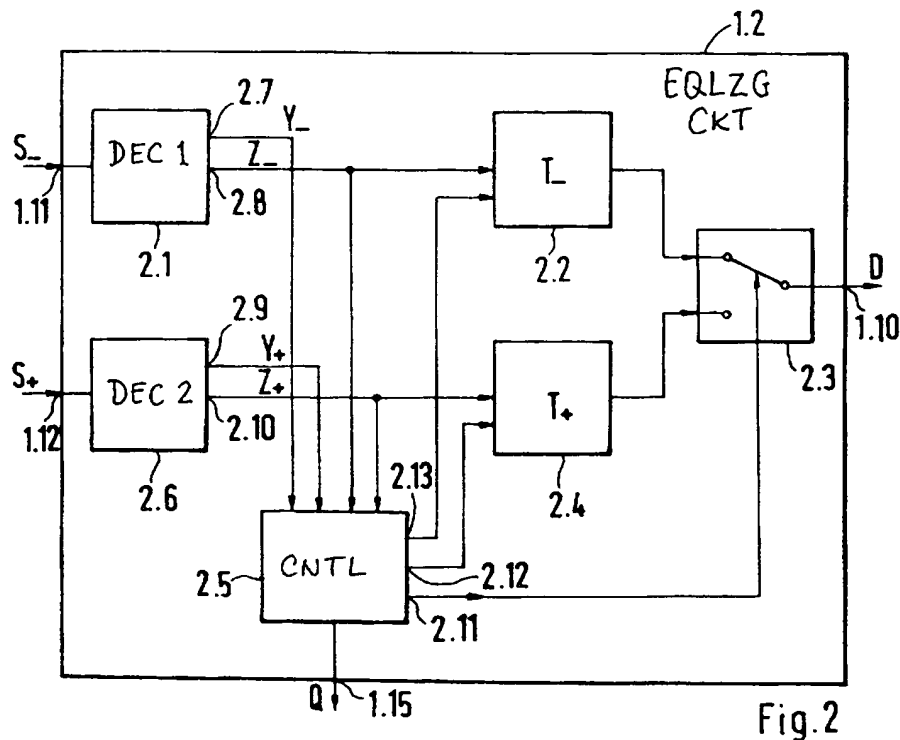 1.2
EQLZG
CKT
2.7
Y_
S_
DEC 1
Z_
T_
1.11
2.8
2.1
2.2
D
2.9
1.10
Y+
S+
DEC 2
Z+
T+
2.3
1.12
2.10
2.13
2.6
2.4
CNTL
2.5
2.12
2.11
Q
1.15
Fig.2